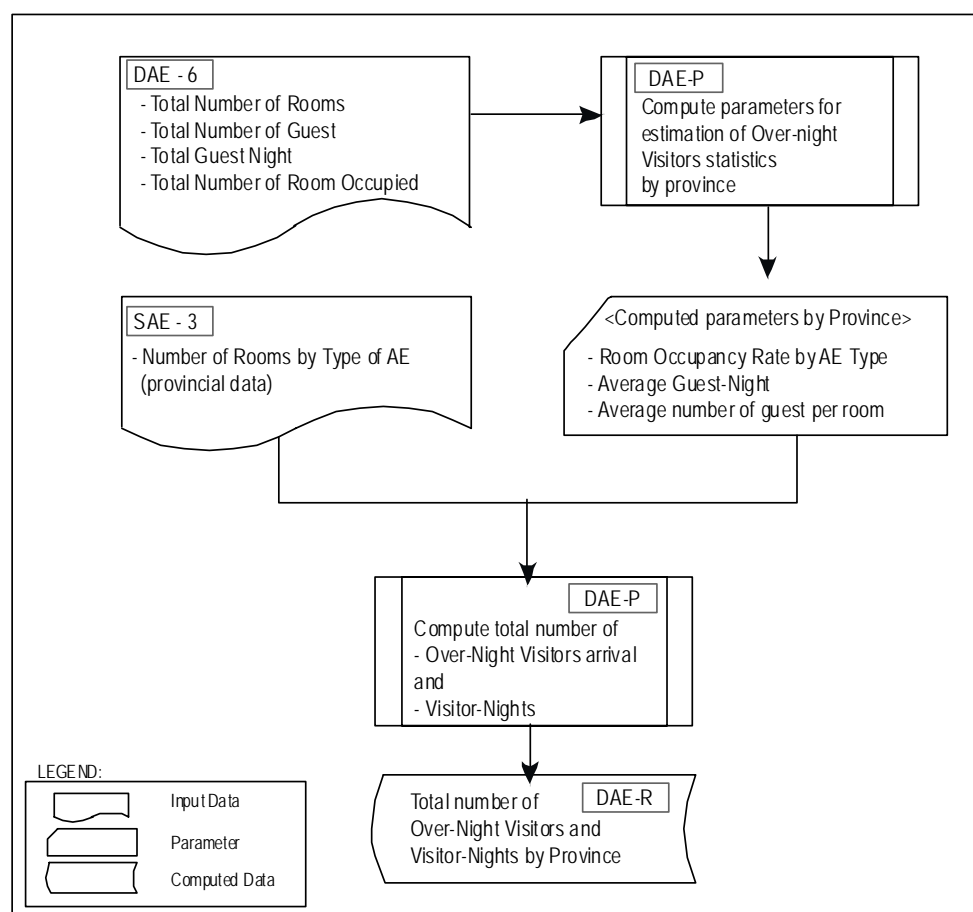 DAE - 6
- Total Number of Rooms
- Total Number of Guest
- Total Guest Night
- Total Number of Room Occupied
DAE-P
Compute parameters for
estimation of Over-night
Visitors statistics
by province
SAE - 3
- Number of Rooms by Type of AE
(provincial data)
<Computed parameters by Province>
- Room Occupancy Rate by AE Type
- Average Guest-Night
- Average number of guest per room
DAE-P
Compute total number of
- Over-Night Visitors arrival
and
- Visitor-Nights
DAE-R
Total number of
Over-Night Visitors and
Visitor-Nights by Province
LEGEND:
Input Data
Parameter
Computed Data